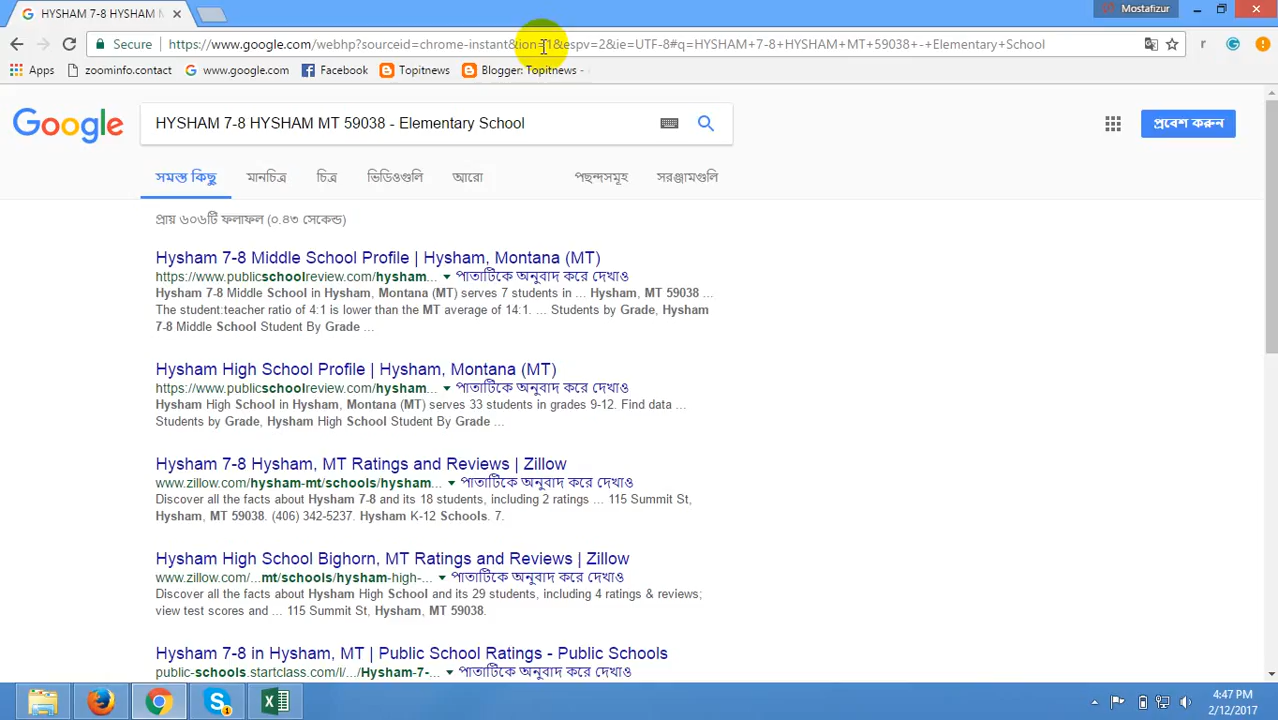 HYSHAM 7-8 HYSHAM M
Mostafizur
Secure https://www.google.com/webhp?sourceid=chrome-instant&ion=1&espv=2&ie=UTF-8#q=HYSHAM+7-8+HYSHAM+MT+59038+-+Elementary+School
Apps zoominfo.contact www.google.com Facebook Topitnews Blogger: Topitnews -
Google HYSHAM 7-8 HYSHAM MT 59038 - Elementary School প্রবেশ করুন
সমস্ত কিছু মানচিত্র চিত্র ভিডিওগুলি আরো পছন্দসমূহ সরঞ্জামগুলি
প্রায় ৬০৬টি ফলাফল (০.৪৩ সেকেন্ড)
Hysham 7-8 Middle School Profile | Hysham, Montana (MT)
https://www.publicschoolreview.com/hysham... পাতাটিকে অনুবাদ করে দেখাও
Hysham 7-8 Middle School in Hysham, Montana (MT) serves 7 students in ... Hysham, MT 59038 ...
The student:teacher ratio of 4:1 is lower than the MT average of 14:1. ... Students by Grade, Hysham
7-8 Middle School Student By Grade ...
Hysham High School Profile | Hysham, Montana (MT)
https://www.publicschoolreview.com/hysham... পাতাটিকে অনুবাদ করে দেখাও
Hysham High School in Hysham, Montana (MT) serves 33 students in grades 9-12. Find data ...
Students by Grade, Hysham High School Student By Grade ...
Hysham 7-8 Hysham, MT Ratings and Reviews | Zillow
www.zillow.com/hysham-mt/schools/hysham... পাতাটিকে অনুবাদ করে দেখাও
Discover all the facts about Hysham 7-8 and its 18 students, including 2 ratings ... 115 Summit St,
Hysham, MT 59038. (406) 342-5237. Hysham K-12 Schools. 7.
Hysham High School Bighorn, MT Ratings and Reviews | Zillow
www.zillow.com/...mt/schools/hysham-high-... পাতাটিকে অনুবাদ করে দেখাও
Discover all the facts about Hysham High School and its 29 students, including 4 ratings & reviews;
view test scores and ... 115 Summit St, Hysham, MT 59038.
Hysham 7-8 in Hysham, MT | Public School Ratings - Public Schools
public-schools.startclass.com/l/.../Hysham-7-... পাতাটিকে অনুবাদ করে দেখাও
4:47 PM
2/12/2017